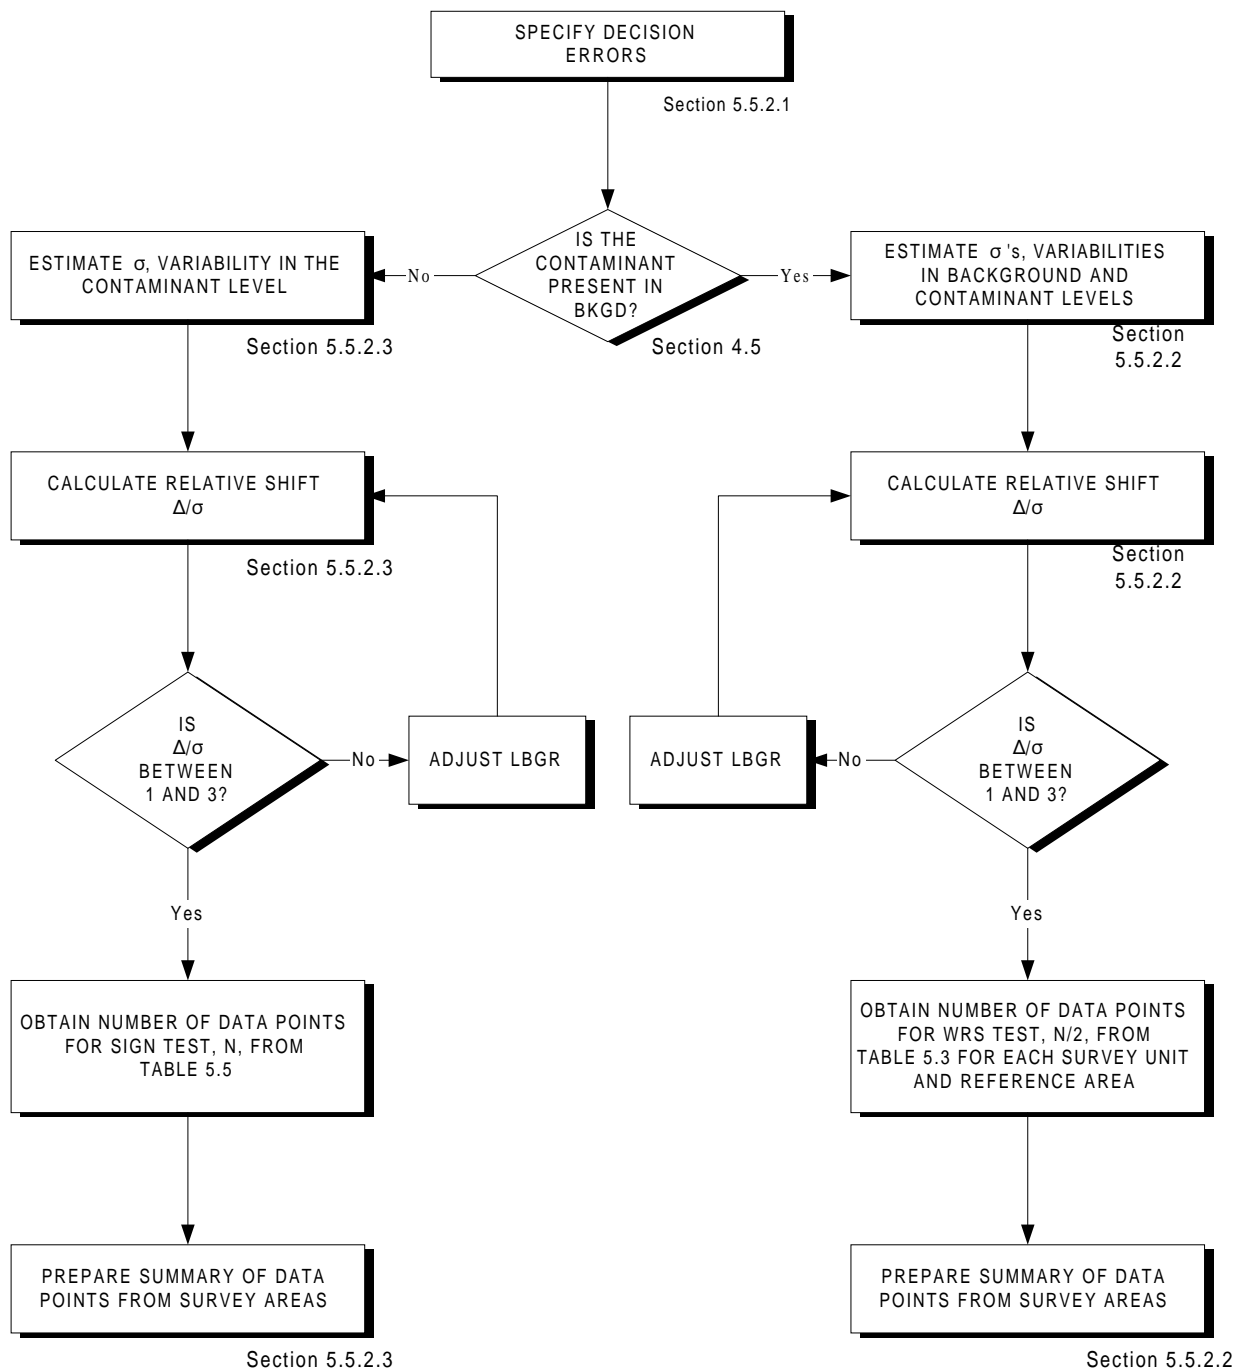 SPECIFY DECISION
ERRORS
Section 5.5.2.1
IS THE
CONTAMINANT
PRESENT IN
BKGD?
Section 4.5
No
Yes
ESTIMATE σ, VARIABILITY IN THE
CONTAMINANT LEVEL
Section 5.5.2.3
ESTIMATE σ's, VARIABILITIES
IN BACKGROUND AND
CONTAMINANT LEVELS
Section
5.5.2.2
CALCULATE RELATIVE SHIFT
Δ/σ
Section 5.5.2.3
CALCULATE RELATIVE SHIFT
Δ/σ
Section
5.5.2.2
IS
Δ/σ
BETWEEN
1 AND 3?
No
ADJUST LBGR
ADJUST LBGR
No
IS
Δ/σ
BETWEEN
1 AND 3?
Yes
Yes
OBTAIN NUMBER OF DATA POINTS
FOR SIGN TEST, N, FROM
TABLE 5.5
OBTAIN NUMBER OF DATA POINTS
FOR WRS TEST, N/2, FROM
TABLE 5.3 FOR EACH SURVEY UNIT
AND REFERENCE AREA
PREPARE SUMMARY OF DATA
POINTS FROM SURVEY AREAS
Section 5.5.2.3
PREPARE SUMMARY OF DATA
POINTS FROM SURVEY AREAS
Section 5.5.2.2